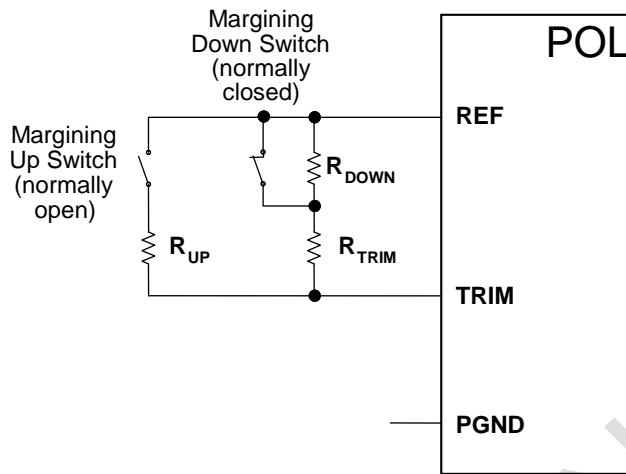 Margining
Down Switch
(normally
closed)
POL
REF
Margining
Up Switch
(normally
open)
RDOWN
RUP
RTRIM
TRIM
PGND